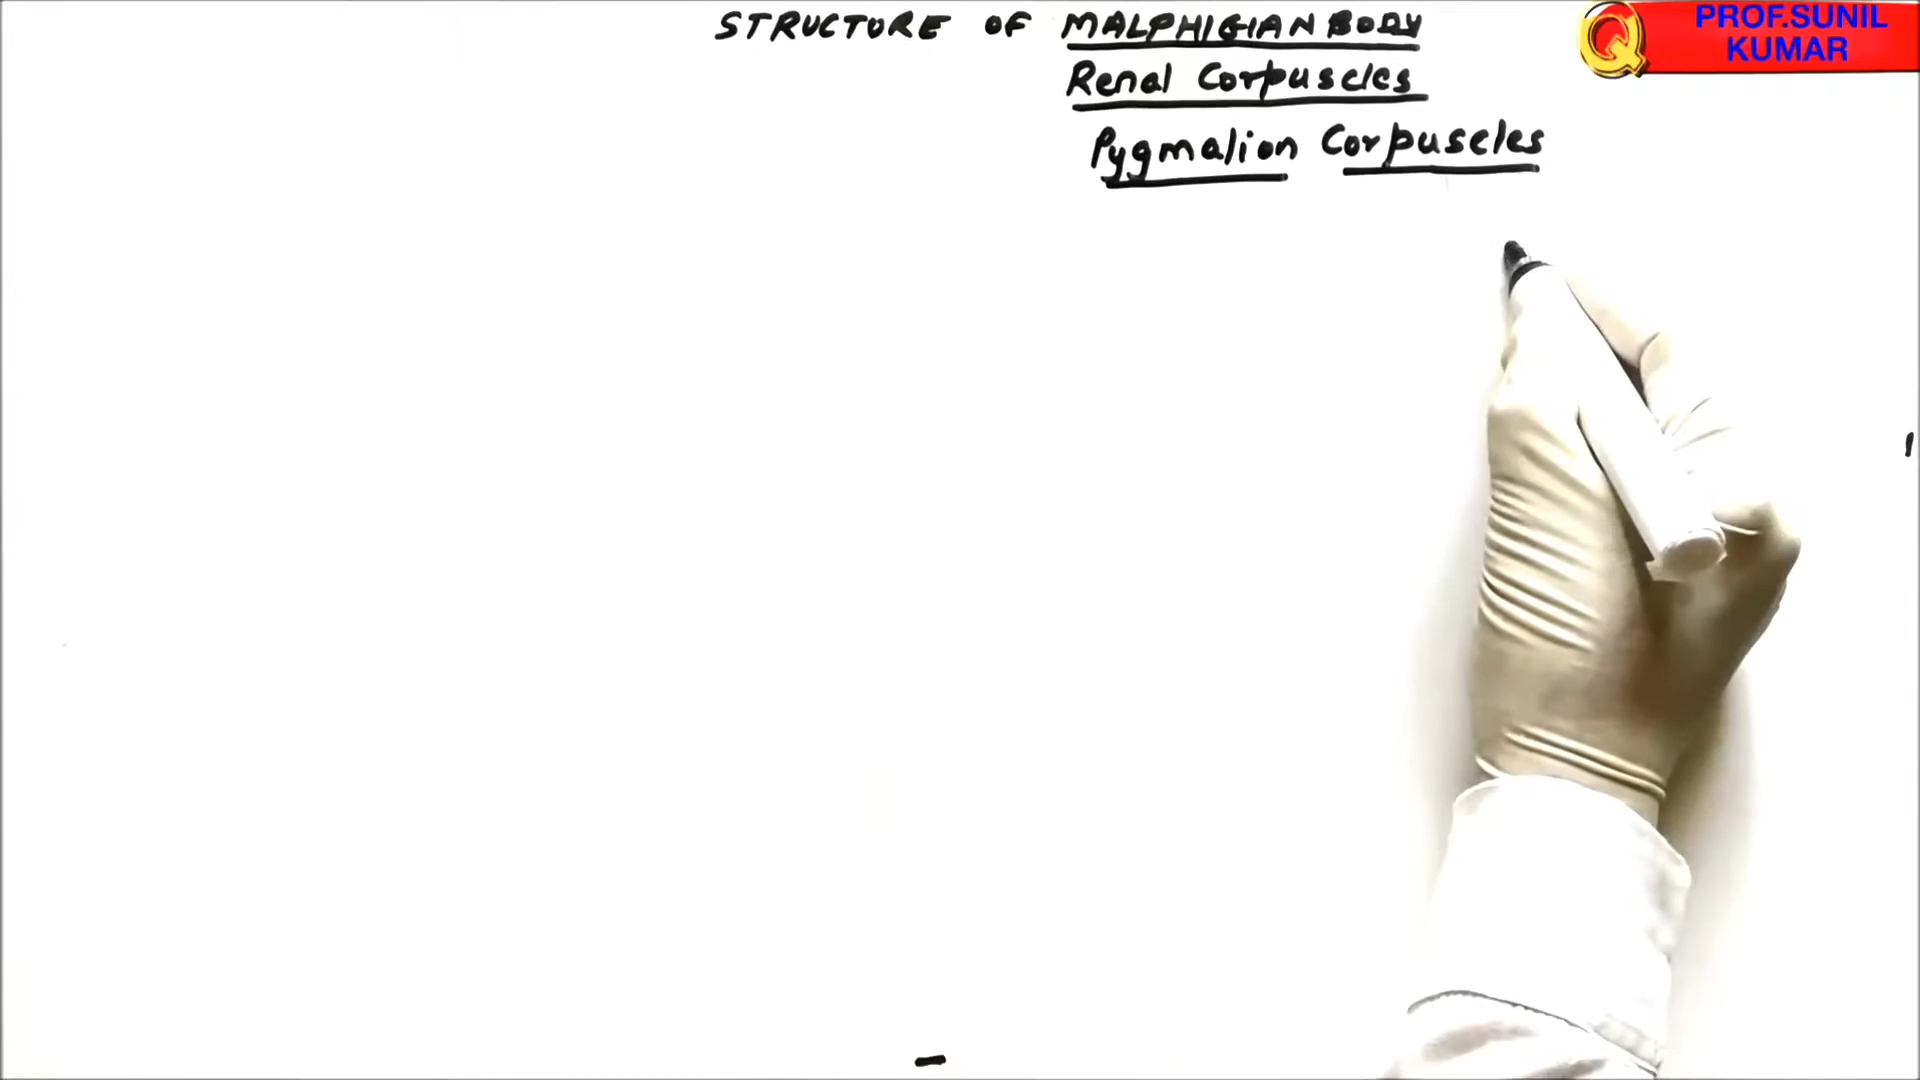 STRUCTURE OF MALPHIGIAN BODY
Renal Corpuscles
Pygmalion Corpuscles
PROF.SUNIL
KUMAR